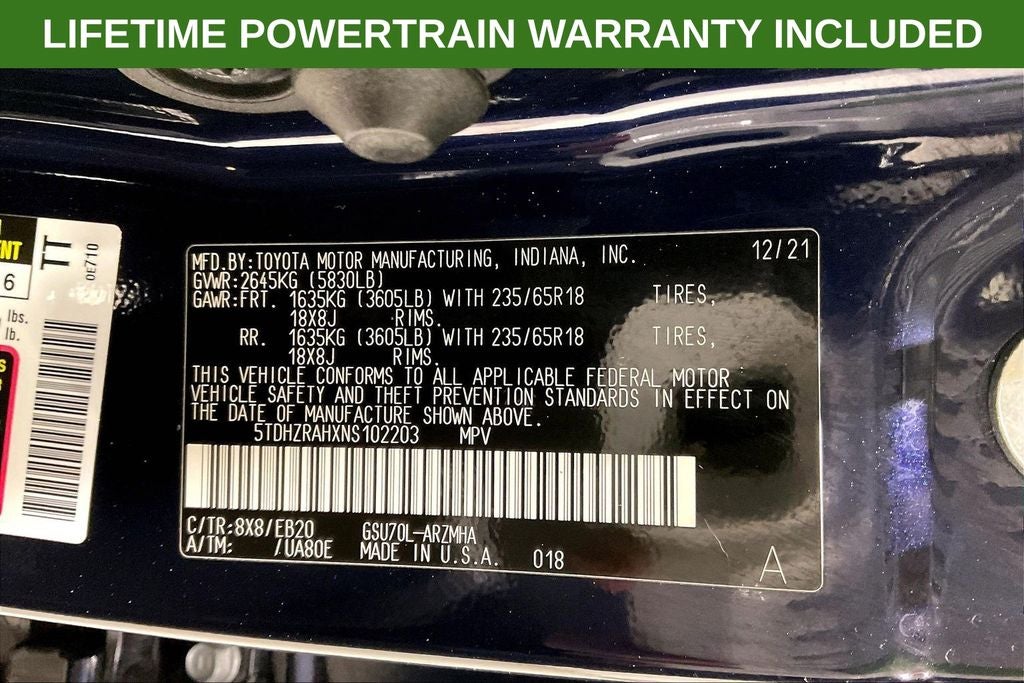 LIFETIME POWERTRAIN WARRANTY INCLUDED
NT
6
lbs.
lb.
TT
0E710
MFD.BY:TOYOTA MOTOR MANUFACTURING, INDIANA, INC. 12/21
GVWR:2645KG (5830LB)
GAWR:FRT. 1635KG (3605LB) WITH 235/65R18 TIRES,
18X8J RIMS.
RR. 1635KG (3605LB) WITH 235/65R18 TIRES,
18X8J RIMS.
THIS VEHICLE CONFORMS TO ALL APPLICABLE FEDERAL MOTOR
VEHICLE SAFETY AND THEFT PREVENTION STANDARDS IN EFFECT ON
THE DATE OF MANUFACTURE SHOWN ABOVE.
5TDHZRAHXNS102203 MPV
C/TR:8X8/EB20 GSU70L-ARZMHA
A/TM: /UA80E MADE IN U.S.A. 018
A